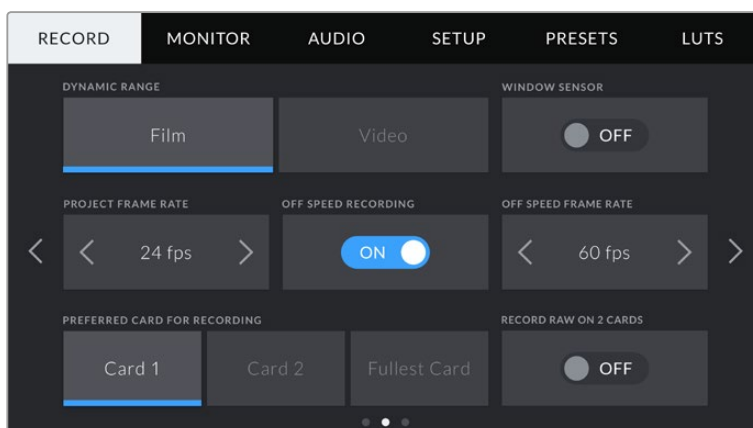 RECORD MONITOR AUDIO SETUP PRESETS LUTS
DYNAMIC RANGE WINDOW SENSOR
Film Video OFF
PROJECT FRAME RATE OFF SPEED RECORDING OFF SPEED FRAME RATE
24 fps ON 60 fps
PREFERRED CARD FOR RECORDING RECORD RAW ON 2 CARDS
Card 1 Card 2 Fullest Card OFF